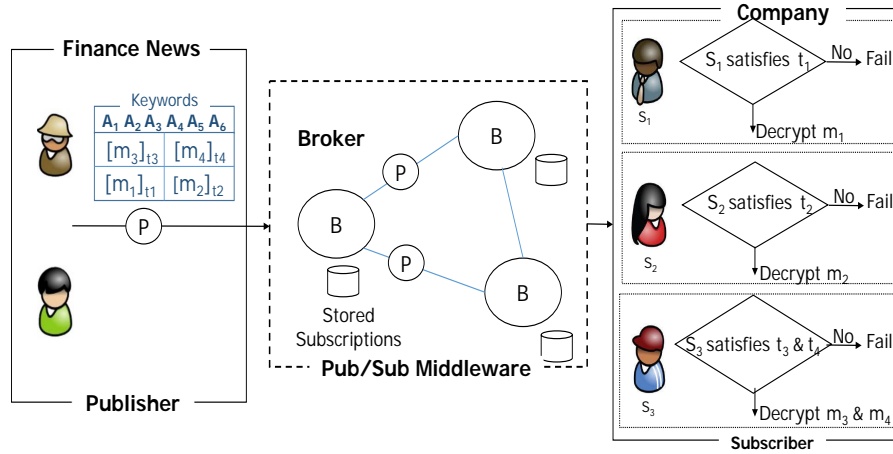 Finance News
Keywords
A1 A2 A3 A4 A5 A6
[m3]t3 [m4]t4
[m1]t1 [m2]t2
P
Publisher
Broker
B
P
B
P
B
Stored
Subscriptions
Pub/Sub Middleware
Company
S1 satisfies t1
No
Fail
S1
Decrypt m1
S2 satisfies t2
No
Fail
S2
Decrypt m2
S3 satisfies t3 & t4
No
Fail
S3
Decrypt m3 & m4
Subscriber